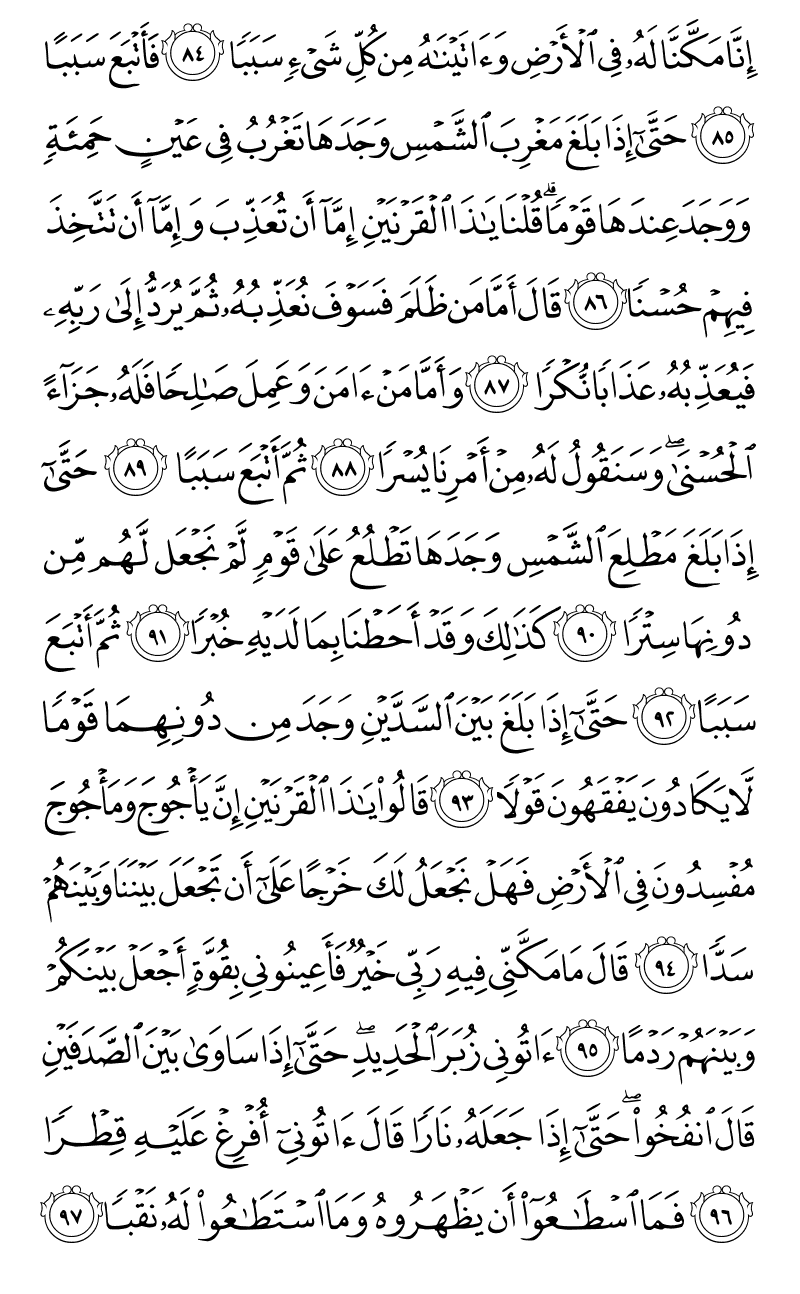 إِنَّا مَكَّنَّا لَهُۥ فِى ٱلْأَرْضِ وَءَاتَيْنَٰهُ مِن كُلِّ شَىْءٍ سَبَبًا ٨٤ فَأَتْبَعَ سَبَبًا
٨٥ حَتَّىٰٓ إِذَا بَلَغَ مَغْرِبَ ٱلشَّمْسِ وَجَدَهَا تَغْرُبُ فِى عَيْنٍ حَمِئَةٍ
وَوَجَدَ عِندَهَا قَوْمًا ۗ قُلْنَا يَٰذَا ٱلْقَرْنَيْنِ إِمَّآ أَن تُعَذِّبَ وَإِمَّآ أَن تَتَّخِذَ
فِيهِمْ حُسْنًا ٨٦ قَالَ أَمَّا مَن ظَلَمَ فَسَوْفَ نُعَذِّبُهُۥ ثُمَّ يُرَدُّ إِلَىٰ رَبِّهِۦ
فَيُعَذِّبُهُۥ عَذَابًا نُّكْرًا ٨٧ وَأَمَّا مَنْ ءَامَنَ وَعَمِلَ صَٰلِحًا فَلَهُۥ جَزَآءً
ٱلْحُسْنَىٰ ۖ وَسَنَقُولُ لَهُۥ مِنْ أَمْرِنَا يُسْرًا ٨٨ ثُمَّ أَتْبَعَ سَبَبًا ٨٩ حَتَّىٰٓ
إِذَا بَلَغَ مَطْلِعَ ٱلشَّمْسِ وَجَدَهَا تَطْلُعُ عَلَىٰ قَوْمٍ لَّمْ نَجْعَل لَّهُم مِّن
دُونِهَا سِتْرًا ٩٠ كَذَٰلِكَ وَقَدْ أَحَطْنَا بِمَا لَدَيْهِ خُبْرًا ٩١ ثُمَّ أَتْبَعَ
سَبَبًا ٩٢ حَتَّىٰٓ إِذَا بَلَغَ بَيْنَ ٱلسَّدَّيْنِ وَجَدَ مِن دُونِهِمَا قَوْمًا
لَّا يَكَادُونَ يَفْقَهُونَ قَوْلًا ٩٣ قَالُوا۟ يَٰذَا ٱلْقَرْنَيْنِ إِنَّ يَأْجُوجَ وَمَأْجُوجَ
مُفْسِدُونَ فِى ٱلْأَرْضِ فَهَلْ نَجْعَلُ لَكَ خَرْجًا عَلَىٰٓ أَن تَجْعَلَ بَيْنَنَا وَبَيْنَهُمْ
سَدًّا ٩٤ قَالَ مَا مَكَّنِّى فِيهِ رَبِّى خَيْرٌ فَأَعِينُونِى بِقُوَّةٍ أَجْعَلْ بَيْنَكُمْ
وَبَيْنَهُمْ رَدْمًا ٩٥ ءَاتُونِى زُبَرَ ٱلْحَدِيدِ ۖ حَتَّىٰٓ إِذَا سَاوَىٰ بَيْنَ ٱلصَّدَفَيْنِ
قَالَ ٱنفُخُوا۟ ۖ حَتَّىٰٓ إِذَا جَعَلَهُۥ نَارًا قَالَ ءَاتُونِىٓ أُفْرِغْ عَلَيْهِ قِطْرًا
٩٦ فَمَا ٱسْطَٰعُوٓا۟ أَن يَظْهَرُوهُ وَمَا ٱسْتَطَٰعُوا۟ لَهُۥ نَقْبًا ٩٧